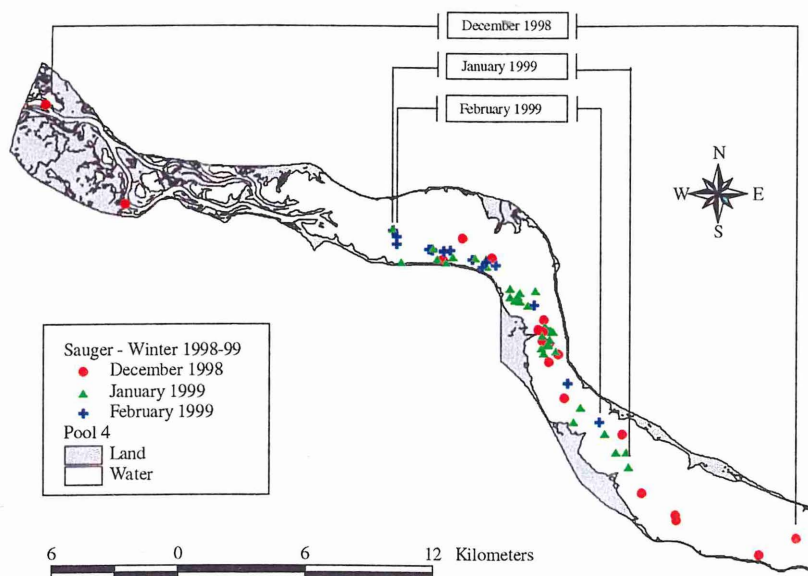 December 1998
January 1999
February 1999
N
W E
S
Sauger - Winter 1998-99
December 1998
January 1999
February 1999
Pool 4
Land
Water
6 0 6 12 Kilometers